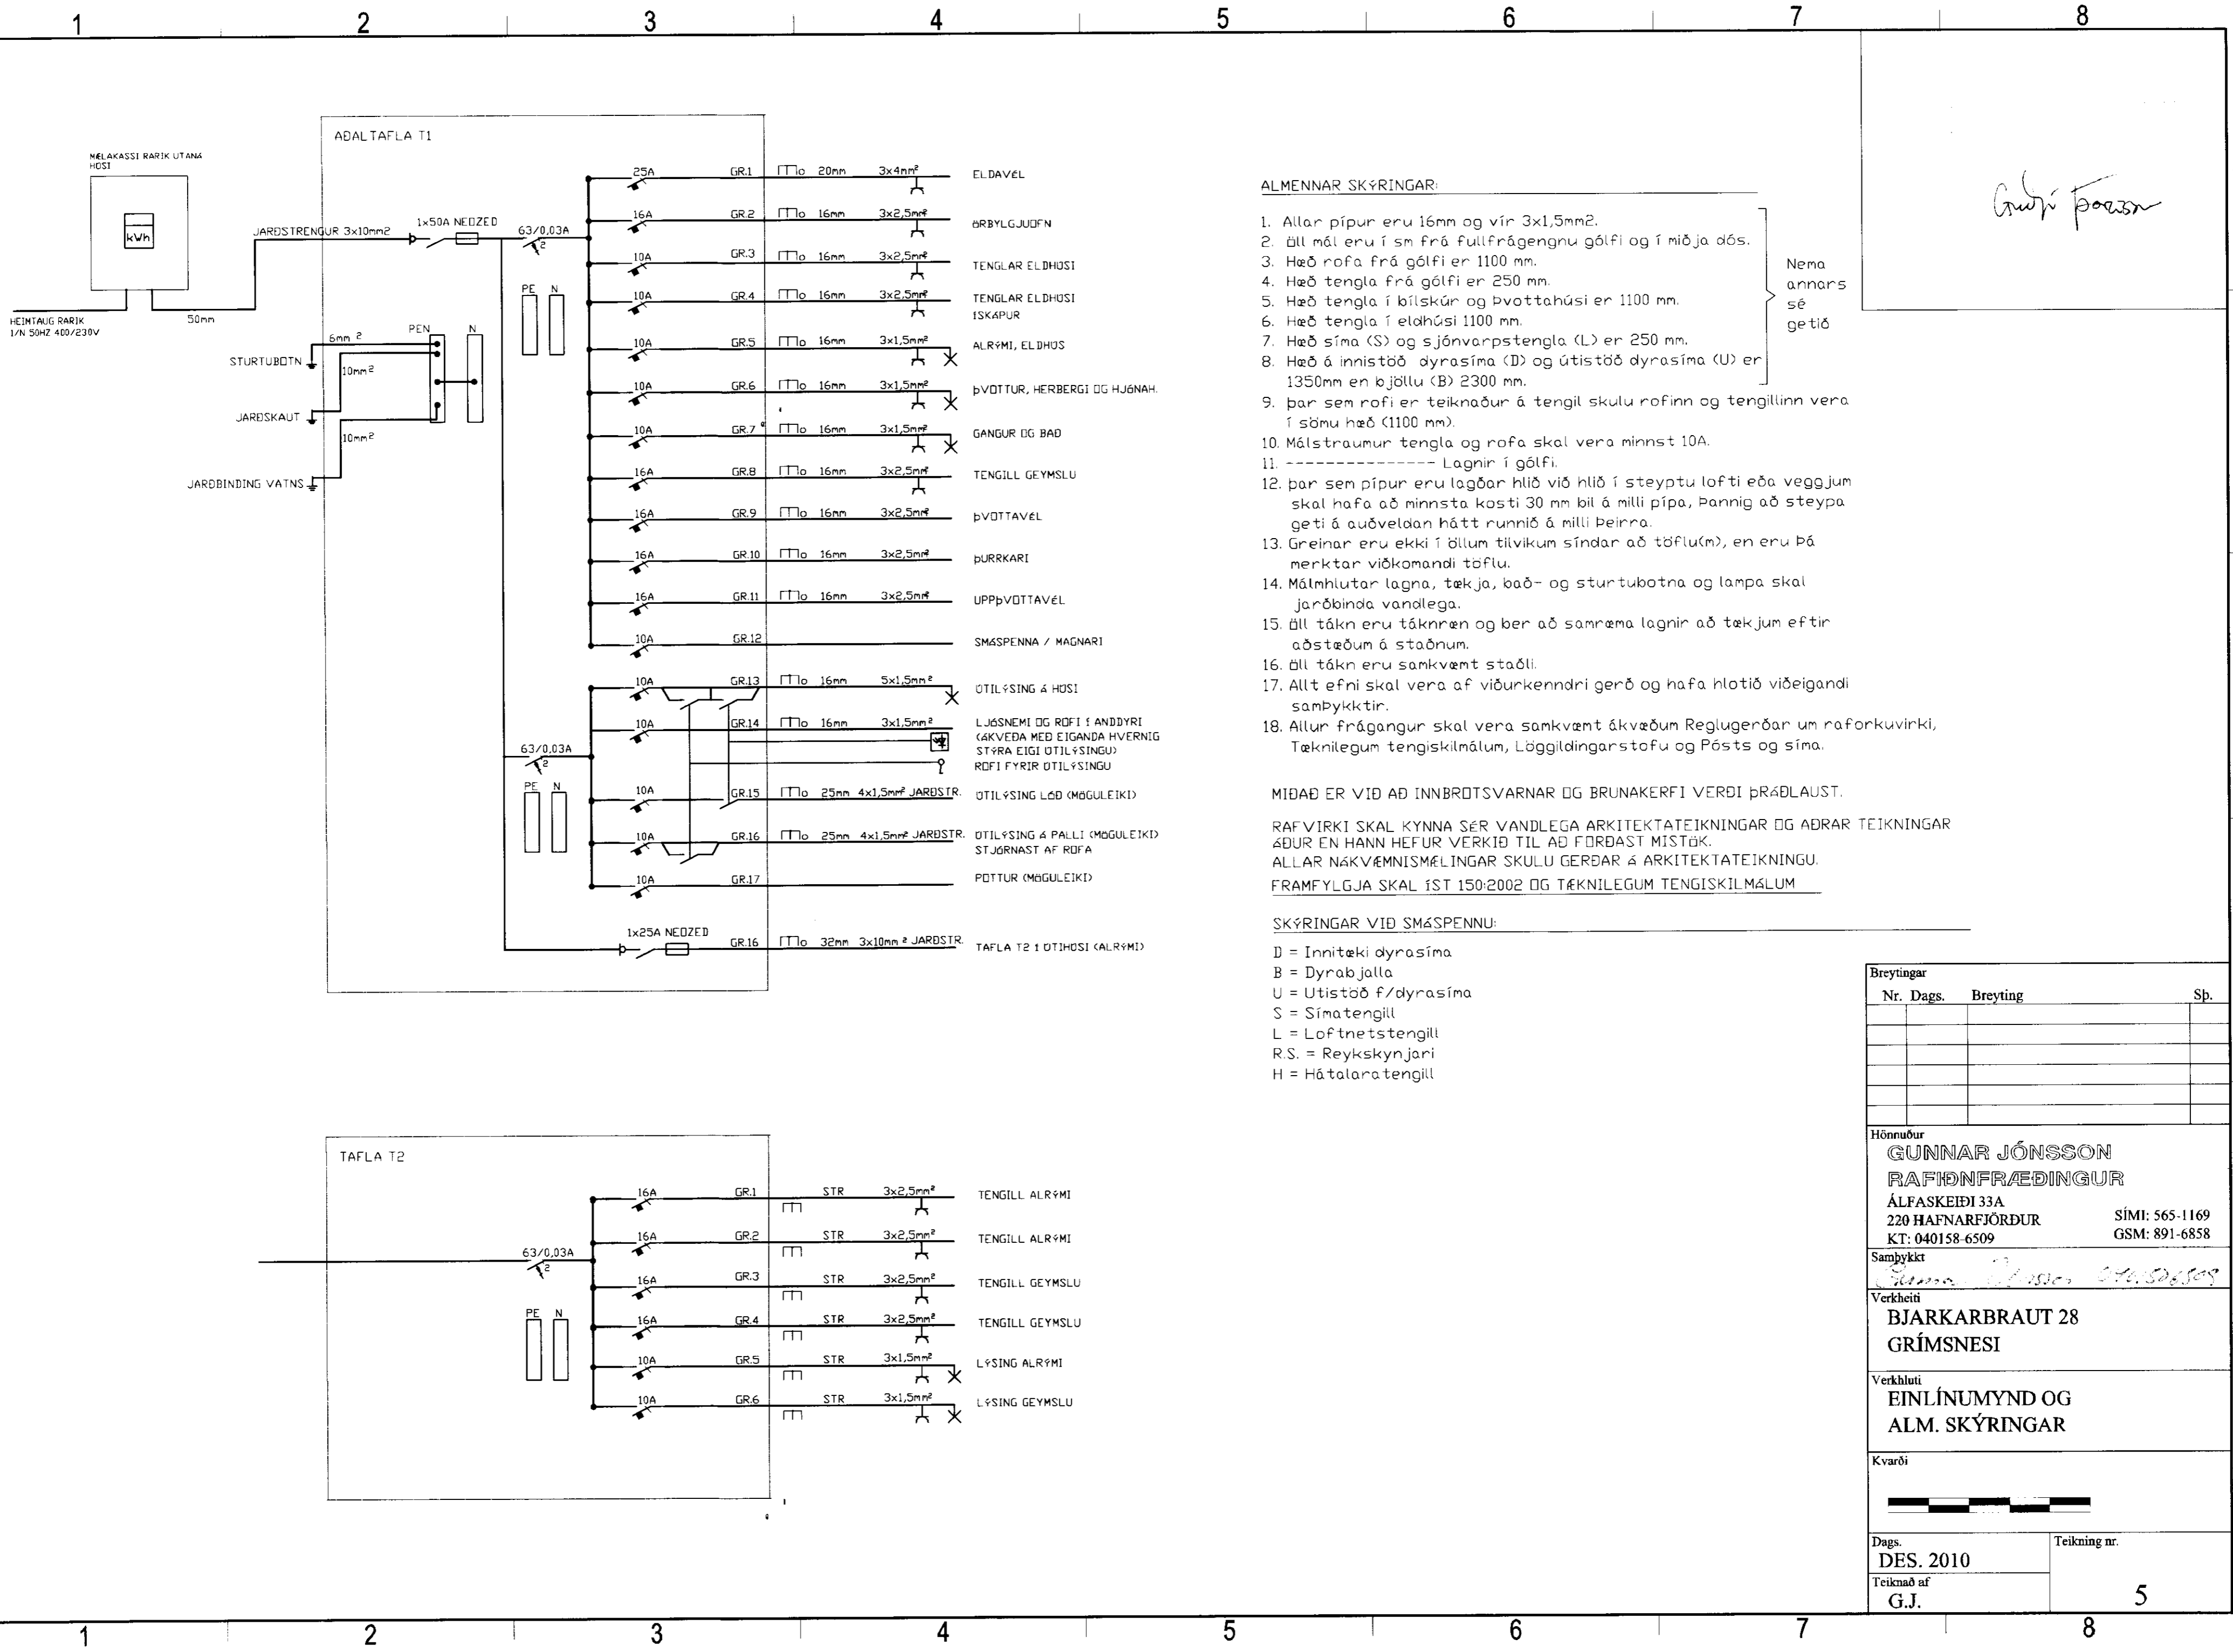 1 2 3 4 5 6 7 8
MÆLAKASSI RARIK UTANÁ
HÚSI
kWh
HEIMTAUG RARIK
1/N 50HZ 400/230V
50mm
JARÐSTRENGUR 3x10mm2
AÐALTAFLA T1
1x50A NEOZED
63/0,03A
2
PE N
PEN N
6mm²
STURTUBOTN
10mm²
JARÐSKAUT
10mm²
JARÐBINDING VATNS
25A GR.1 20mm 3x4mm² ELDAVÉL
16A GR.2 16mm 3x2,5mm² ÖRBYLGJUOFN
10A GR.3 16mm 3x2,5mm² TENGLAR ELDHÚSI
10A GR.4 16mm 3x2,5mm² TENGLAR ELDHÚSI
ÍSKÁPUR
10A GR.5 16mm 3x1,5mm² ALRÝMI, ELDHÚS
10A GR.6 16mm 3x1,5mm² ÞVOTTUR, HERBERGI OG HJÓNAH.
10A GR.7 16mm 3x1,5mm² GANGUR OG BAÐ
16A GR.8 16mm 3x2,5mm² TENGILL GEYMSLU
16A GR.9 16mm 3x2,5mm² ÞVOTTAVÉL
16A GR.10 16mm 3x2,5mm² ÞURRKARI
16A GR.11 16mm 3x2,5mm² UPPÞVOTTAVÉL
10A GR.12 SMÁSPENNA / MAGNARI
10A GR.13 16mm 5x1,5mm² ÚTILÝSING Á HÚSI
10A GR.14 16mm 3x1,5mm² LJÓSNEMI OG ROFI Í ANDDYRI
(ÁKVEÐA MEÐ EIGANDA HVERNIG
STÝRA EIGI ÚTILÝSINGU)
ROFI FYRIR ÚTILÝSINGU
63/0,03A
2
PE N
10A GR.15 25mm 4x1,5mm² JARÐSTR. ÚTILÝSING LÓÐ (MÖGULEIKI)
10A GR.16 25mm 4x1,5mm² JARÐSTR. ÚTILÝSING Á PALLI (MÖGULEIKI)
STJÓRNAST AF ROFA
10A GR.17 POTTUR (MÖGULEIKI)
1x25A NEOZED GR.16 32mm 3x10mm² JARÐSTR. TAFLA T2 Í ÚTIHÚSI (ALRÝMI)
TAFLA T2
63/0,03A
2
PE N
16A GR.1 STR 3x2,5mm² TENGILL ALRÝMI
16A GR.2 STR 3x2,5mm² TENGILL ALRÝMI
16A GR.3 STR 3x2,5mm² TENGILL GEYMSLU
16A GR.4 STR 3x2,5mm² TENGILL GEYMSLU
10A GR.5 STR 3x1,5mm² LÝSING ALRÝMI
10A GR.6 STR 3x1,5mm² LÝSING GEYMSLU
ALMENNAR SKÝRINGAR:
1. Allar pípur eru 16mm og vír 3x1,5mm2.
2. Öll mál eru í sm frá fullfrágengnu gólfi og í miðja dós.
3. Hæð rofa frá gólfi er 1100 mm.
4. Hæð tengla frá gólfi er 250 mm.
5. Hæð tengla í bílskúr og Þvottahúsi er 1100 mm.
6. Hæð tengla í eldhúsi 1100 mm.
7. Hæð síma (S) og sjónvarpstengla (L) er 250 mm.
8. Hæð á innistöð dyrasíma (D) og útistöð dyrasíma (U) er
1350mm en bjöllu (B) 2300 mm.
Nema
annars
sé
getið
9. Þar sem rofi er teiknaður á tengil skulu rofinn og tengillinn vera
í sömu hæð (1100 mm).
10. Málstraumur tengla og rofa skal vera minnst 10A.
11. --------------- Lagnir í gólfi.
12. Þar sem pípur eru lagðar hlið við hlið í steyptu lofti eða veggjum
skal hafa að minnsta kosti 30 mm bil á milli pípa, Þannig að steypa
geti á auðveldan hátt runnið á milli Þeirra.
13. Greinar eru ekki í öllum tilvikum síndar að töflu(m), en eru Þá
merktar viðkomandi töflu.
14. Málmhlutar lagna, tækja, bað- og sturtubotna og lampa skal
jarðbinda vandlega.
15. Öll tákn eru táknræn og ber að samræma lagnir að tækjum eftir
aðstæðum á staðnum.
16. Öll tákn eru samkvæmt staðli.
17. Allt efni skal vera af viðurkenndri gerð og hafa hlotið viðeigandi
samÞykktir.
18. Allur frágangur skal vera samkvæmt ákvæðum Reglugerðar um raforkuvirki,
Tæknilegum tengiskilmálum, Löggildingarstofu og Pósts og síma.
MIÐAÐ ER VIÐ AÐ INNBROTSVARNAR OG BRUNAKERFI VERÐI ÞRÁÐLAUST.
RAFVIRKI SKAL KYNNA SÉR VANDLEGA ARKITEKTATEIKNINGAR OG AÐRAR TEIKNINGAR
ÁÐUR EN HANN HEFUR VERKIÐ TIL AÐ FORÐAST MISTÖK.
ALLAR NÁKVÆMNISMÆLINGAR SKULU GERÐAR Á ARKITEKTATEIKNINGU.
FRAMFYLGJA SKAL ÍST 150:2002 OG TÆKNILEGUM TENGISKILMÁLUM
SKÝRINGAR VIÐ SMÁSPENNU:
D = Innitæki dyrasíma
B = Dyrabjalla
U = Utistöð f/dyrasíma
S = Símatengill
L = Loftnetstengill
R.S. = Reykskynjari
H = Hátalaratengill
Breytingar
Nr. Dags. Breyting Sþ.
Hönnuður
GUNNAR JÓNSSON
RAFIÐNFRÆÐINGUR
ÁLFASKEIÐI 33A
220 HAFNARFJÖRÐUR SÍMI: 565-1169
KT: 040158-6509 GSM: 891-6858
Samþykkt
Verkheiti
BJARKARBRAUT 28
GRÍMSNESI
Verkhluti
EINLÍNUMYND OG
ALM. SKÝRINGAR
Kvarði
Dags.
DES. 2010
Teikning nr.
5
Teiknað af
G.J.
1 2 3 4 5 6 7 8